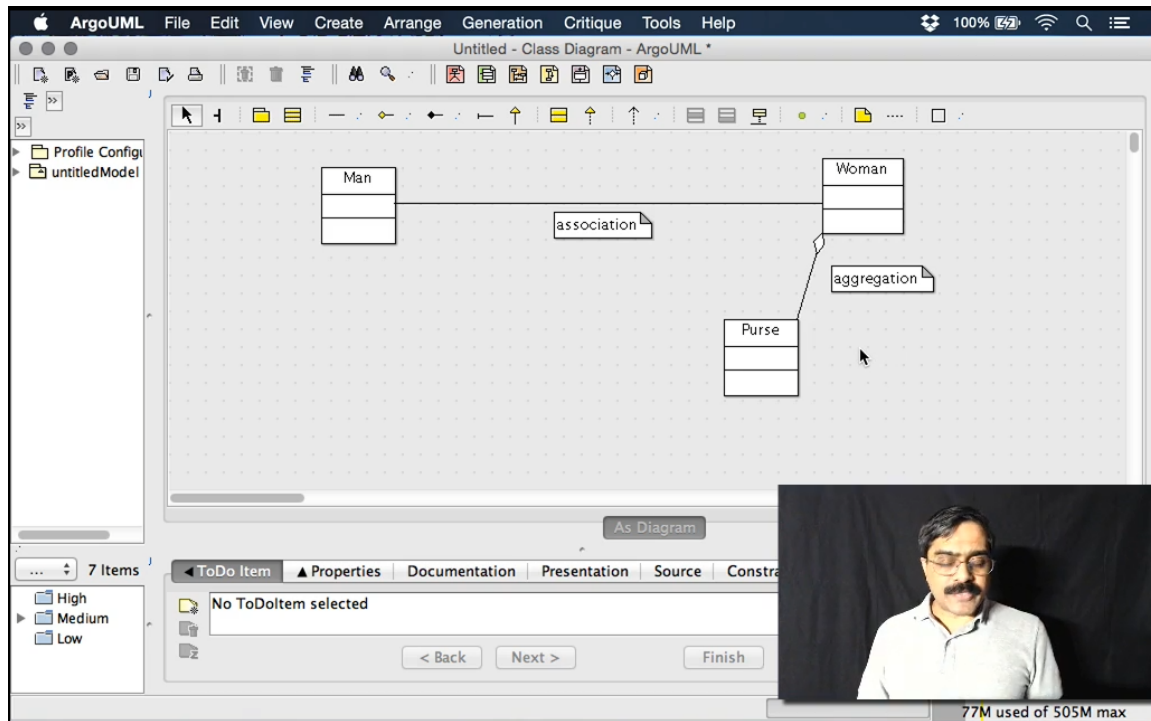 ArgoUML File Edit View Create Arrange Generation Critique Tools Help 100%
Untitled - Class Diagram - ArgoUML *
Profile Configu
untitledModel
Man
Woman
association
aggregation
Purse
As Diagram
... 7 Items
ToDo Item Properties Documentation Presentation Source Constra
High
Medium
Low
No ToDoItem selected
< Back Next > Finish
77M used of 505M max